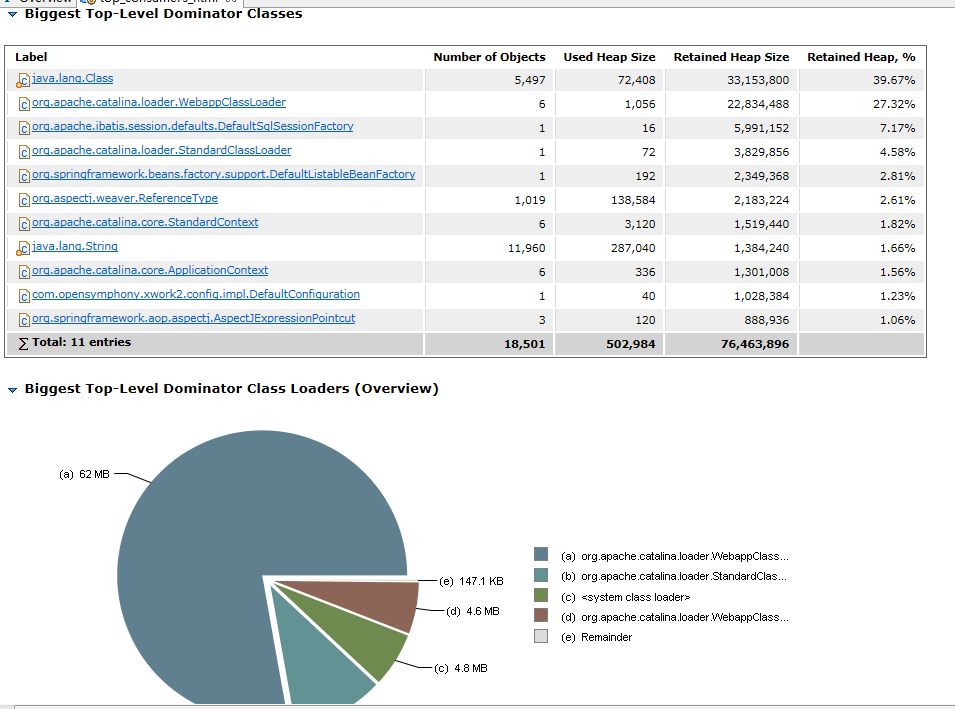 Overview top_consumers_html
Biggest Top-Level Dominator Classes
Label Number of Objects Used Heap Size Retained Heap Size Retained Heap, %
java.lang.Class 5,497 72,408 33,153,800 39.67%
org.apache.catalina.loader.WebappClassLoader 6 1,056 22,834,488 27.32%
org.apache.ibatis.session.defaults.DefaultSqlSessionFactory 1 16 5,991,152 7.17%
org.apache.catalina.loader.StandardClassLoader 1 72 3,829,856 4.58%
org.springframework.beans.factory.support.DefaultListableBeanFactory 1 192 2,349,368 2.81%
org.aspectj.weaver.ReferenceType 1,019 138,584 2,183,224 2.61%
org.apache.catalina.core.StandardContext 6 3,120 1,519,440 1.82%
java.lang.String 11,960 287,040 1,384,240 1.66%
org.apache.catalina.core.ApplicationContext 6 336 1,301,008 1.56%
com.opensymphony.xwork2.config.impl.DefaultConfiguration 1 40 1,028,384 1.23%
org.springframework.aop.aspectj.AspectJExpressionPointcut 3 120 888,936 1.06%
∑ Total: 11 entries 18,501 502,984 76,463,896
Biggest Top-Level Dominator Class Loaders (Overview)
(a) 62 MB
(e) 147.1 KB
(d) 4.6 MB
(c) 4.8 MB
(a) org.apache.catalina.loader.WebappClass...
(b) org.apache.catalina.loader.StandardClas...
(c) <system class loader>
(d) org.apache.catalina.loader.WebappClass...
(e) Remainder